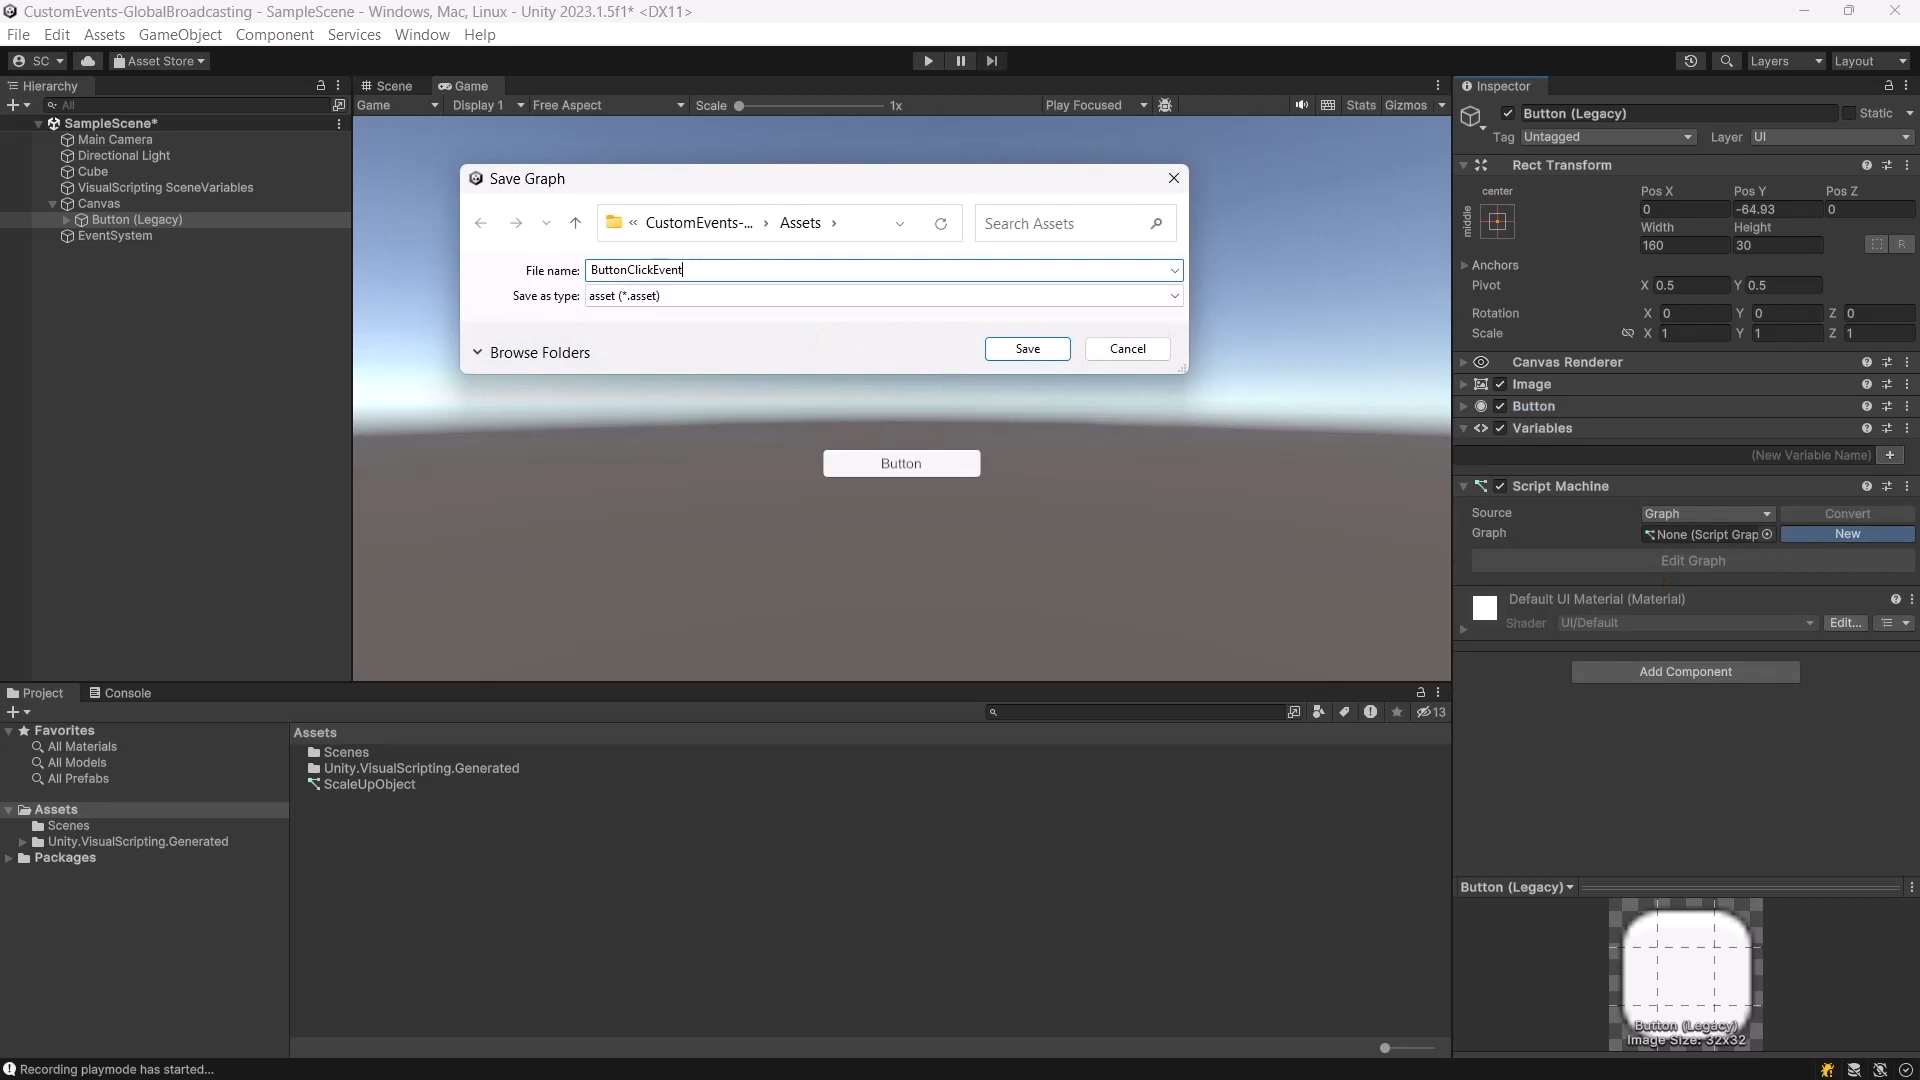 CustomEvents-GlobalBroadcasting - SampleScene - Windows, Mac, Linux - Unity 2023.1.5f1* <DX11>
File Edit Assets GameObject Component Services Window Help
SC Asset Store Layers Layout
Hierarchy
All
SampleScene*
Main Camera
Directional Light
Cube
VisualScripting SceneVariables
Canvas
Button (Legacy)
EventSystem
Scene Game
Game Display 1 Free Aspect Scale 1x Play Focused Stats Gizmos
Save Graph
« CustomEvents-... › Assets ›
Search Assets
File name: ButtonClickEvent
Save as type: asset (*.asset)
Browse Folders
Save Cancel
Button
Inspector
Button (Legacy) Static
Tag Untagged Layer UI
Rect Transform
center
middle
Pos X Pos Y Pos Z
0 -64.93 0
Width Height
160 30
R
Anchors
Pivot X 0.5 Y 0.5
Rotation X 0 Y 0 Z 0
Scale X 1 Y 1 Z 1
Canvas Renderer
Image
Button
Variables
(New Variable Name)
Script Machine
Source Graph Convert
Graph None (Script Grap New
Edit Graph
Default UI Material (Material)
Shader UI/Default Edit...
Add Component
Button (Legacy)
Button (Legacy)
Image Size: 32x32
Project Console
13
Favorites
All Materials
All Models
All Prefabs
Assets
Scenes
Unity.VisualScripting.Generated
Packages
Assets
Scenes
Unity.VisualScripting.Generated
ScaleUpObject
Recording playmode has started...